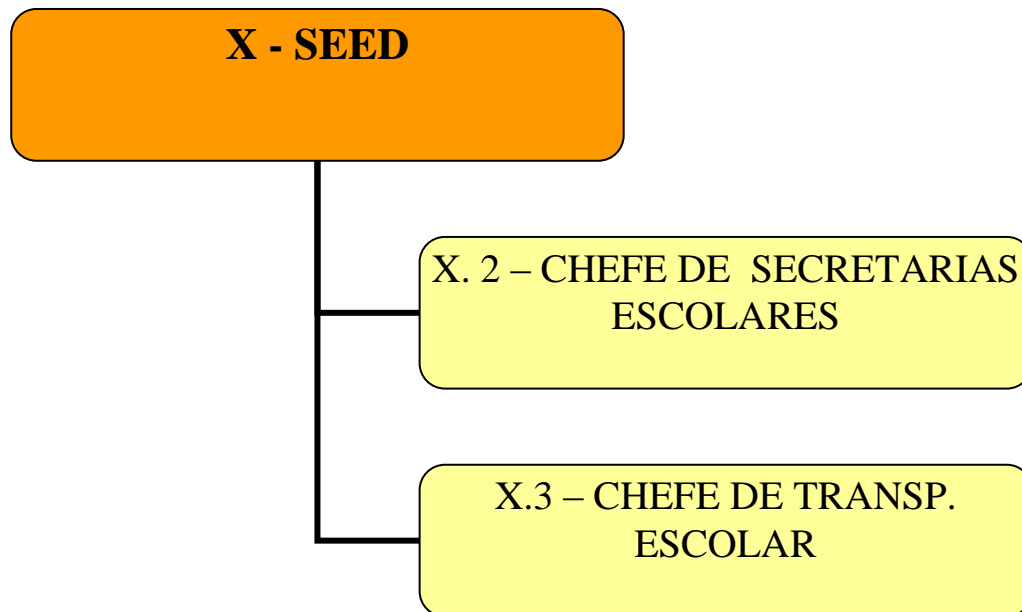 X - SEED
X. 2 – CHEFE DE SECRETARIAS
ESCOLARES
X.3 – CHEFE DE TRANSP.
ESCOLAR